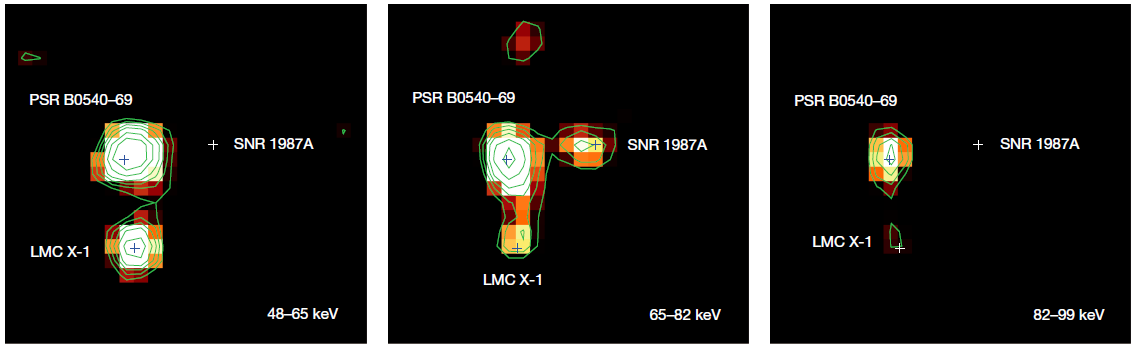 PSR B0540–69
SNR 1987A
LMC X-1
48–65 keV
PSR B0540–69
SNR 1987A
LMC X-1
65–82 keV
PSR B0540–69
SNR 1987A
LMC X-1
82–99 keV